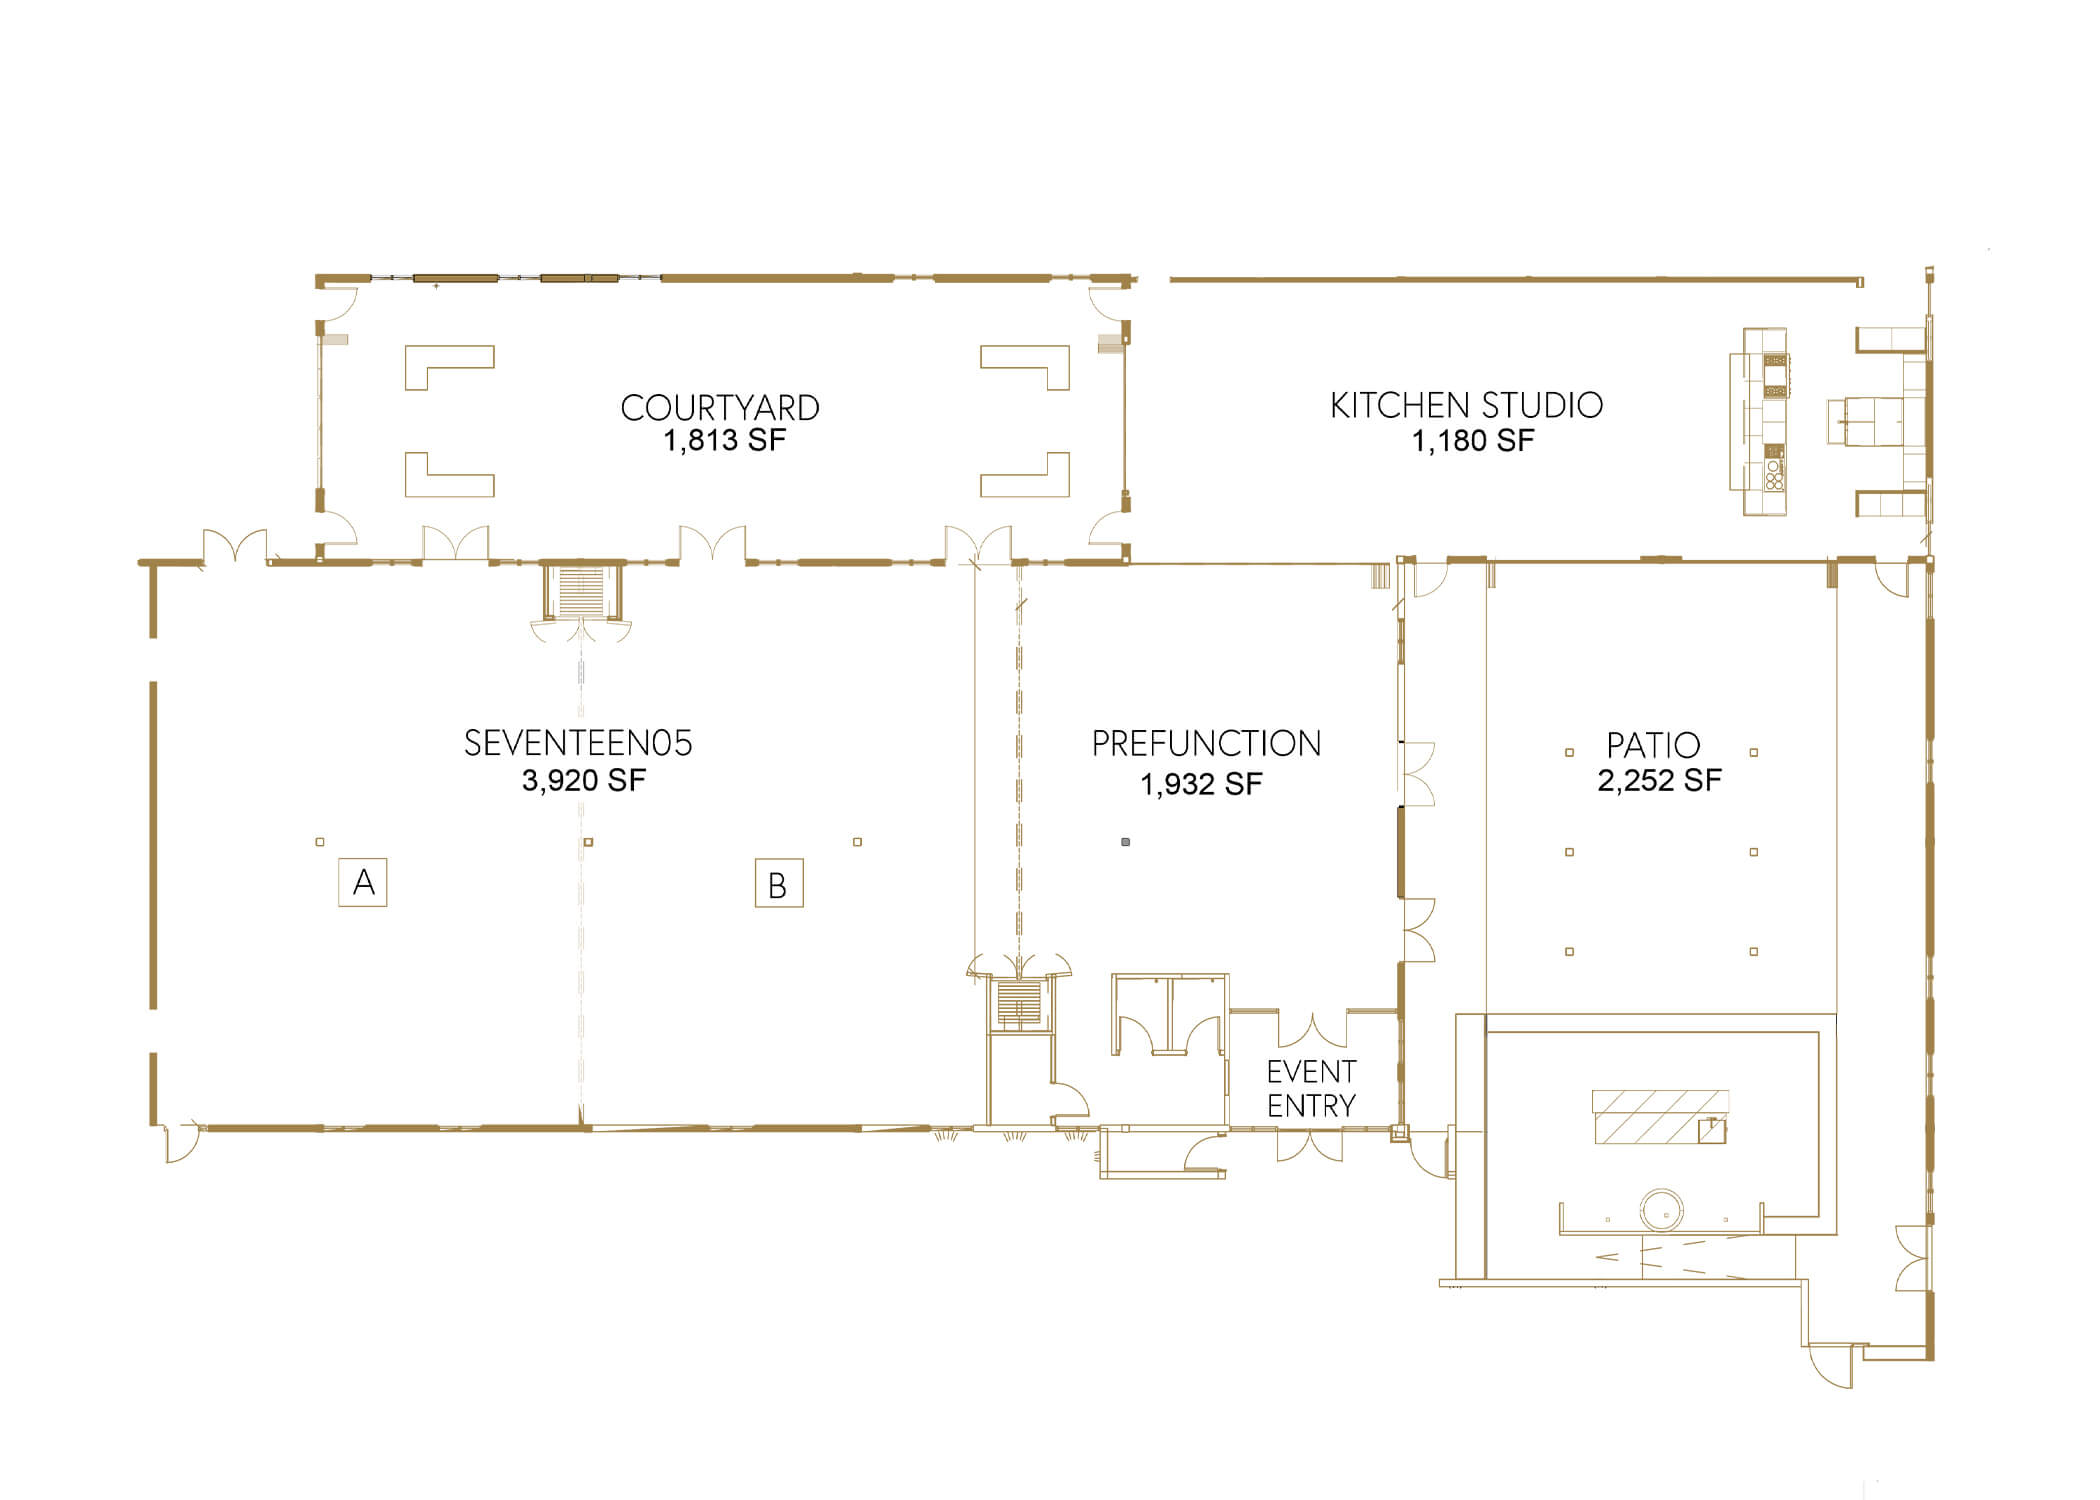 COURTYARD
1,813 SF
KITCHEN STUDIO
1,180 SF
SEVENTEEN05
3,920 SF
PREFUNCTION
1,932 SF
PATIO
2,252 SF
A
B
EVENT
ENTRY